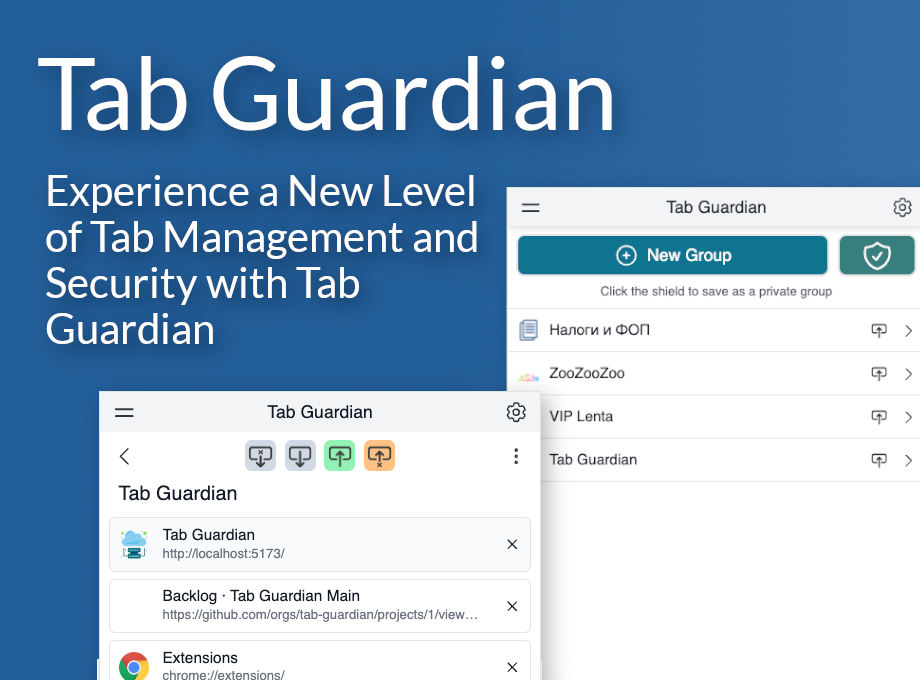 Tab Guardian
Experience a New Level
of Tab Management and
Security with Tab
Guardian
Tab Guardian
New Group
Click the shield to save as a private group
Налоги и ФОП
ZooZooZoo
VIP Lenta
Tab Guardian
Tab Guardian
Tab Guardian
Tab Guardian
http://localhost:5173/
Backlog · Tab Guardian Main
https://github.com/orgs/tab-guardian/projects/1/view…
Extensions
chrome://extensions/